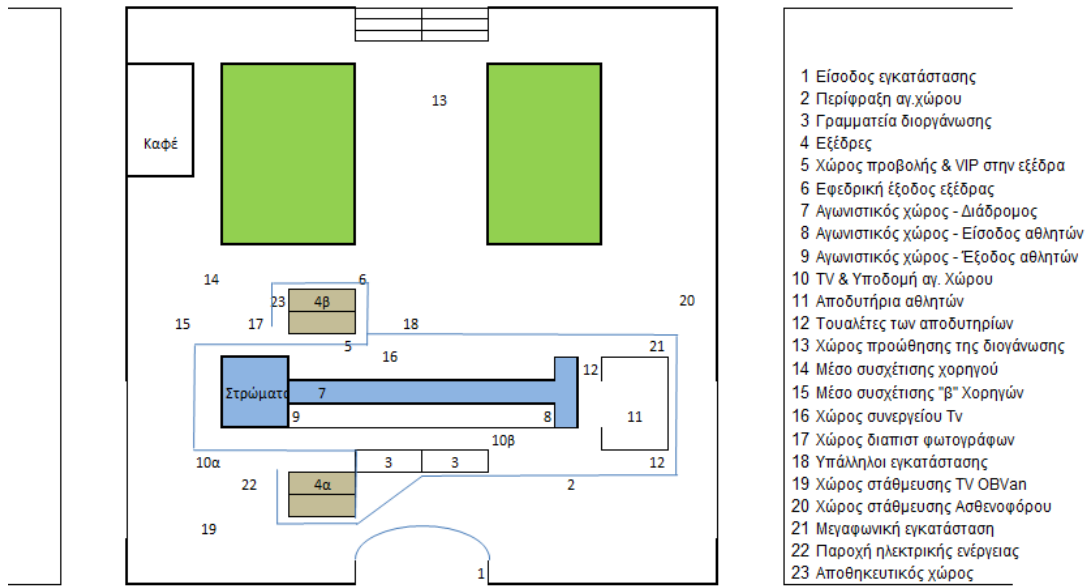 13
Καφέ
14
6
23
4β
20
15
17
18
5
16
21
12
Στρώματα
7
9
8
11
10β
10α
3
3
12
22
4α
2
19
1
1 Είσοδος εγκατάστασης
2 Περίφραξη αγ.χώρου
3 Γραμματεία διοργάνωσης
4 Εξέδρες
5 Χώρος προβολής & VIP στην εξέδρα
6 Εφεδρική έξοδος εξέδρας
7 Αγωνιστικός χώρος - Διάδρομος
8 Αγωνιστικός χώρος - Είσοδος αθλητών
9 Αγωνιστικός χώρος - Έξοδος αθλητών
10 TV & Υποδομή αγ. Χώρου
11 Αποδυτήρια αθλητών
12 Τουαλέτες των αποδυτηρίων
13 Χώρος προώθησης της διογάνωσης
14 Μέσο συσχέτισης χορηγού
15 Μέσο συσχέτισης "β" Χορηγών
16 Χώρος συνεργείου Tv
17 Χώρος διαπιστ φωτογράφων
18 Υπάλληλοι εγκατάστασης
19 Χώρος στάθμευσης TV OBVan
20 Χώρος στάθμευσης Ασθενοφόρου
21 Μεγαφωνική εγκατάσταση
22 Παροχή ηλεκτρικής ενέργειας
23 Αποθηκευτικός χώρος